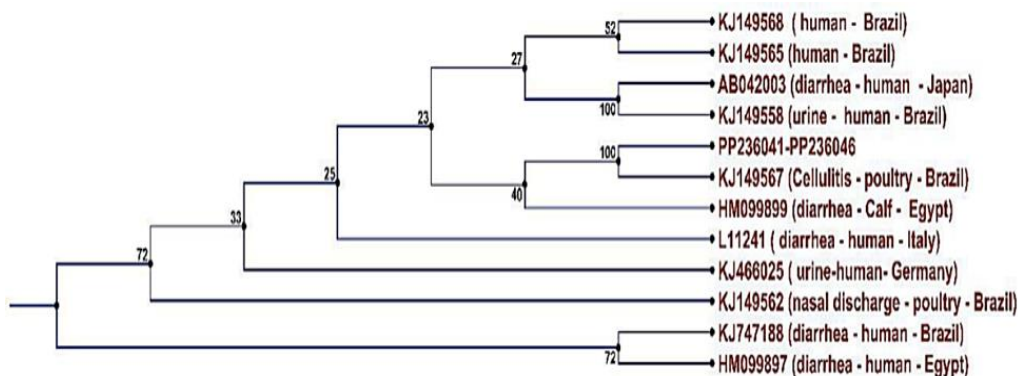 KJ149568 ( human - Brazil)
52
KJ149565 (human - Brazil)
27
AB042003 (diarrhea - human - Japan)
100
KJ149558 (urine - human - Brazil)
23
PP236041-PP236046
100
KJ149567 (Cellulitis - poultry - Brazil)
40
HM099899 (diarrhea - Calf - Egypt)
25
L11241 ( diarrhea - human - Italy)
33
KJ466025 ( urine-human- Germany)
72
KJ149562 (nasal discharge - poultry - Brazil)
KJ747188 (diarrhea - human - Brazil)
72
HM099897 (diarrhea - human - Egypt)